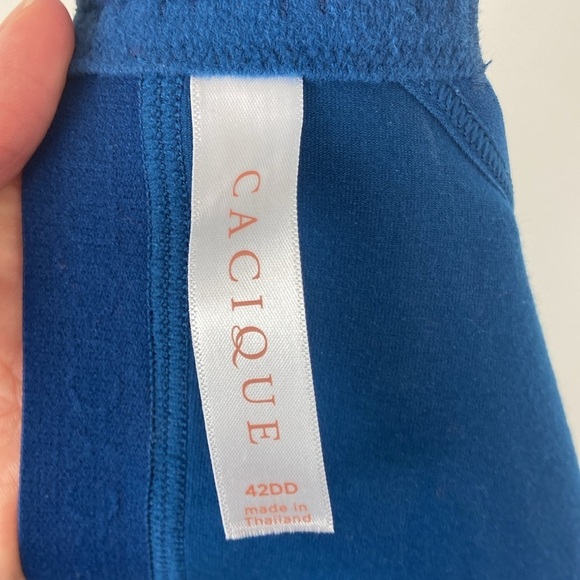 CACIQUE
42DD
made in
Thailand